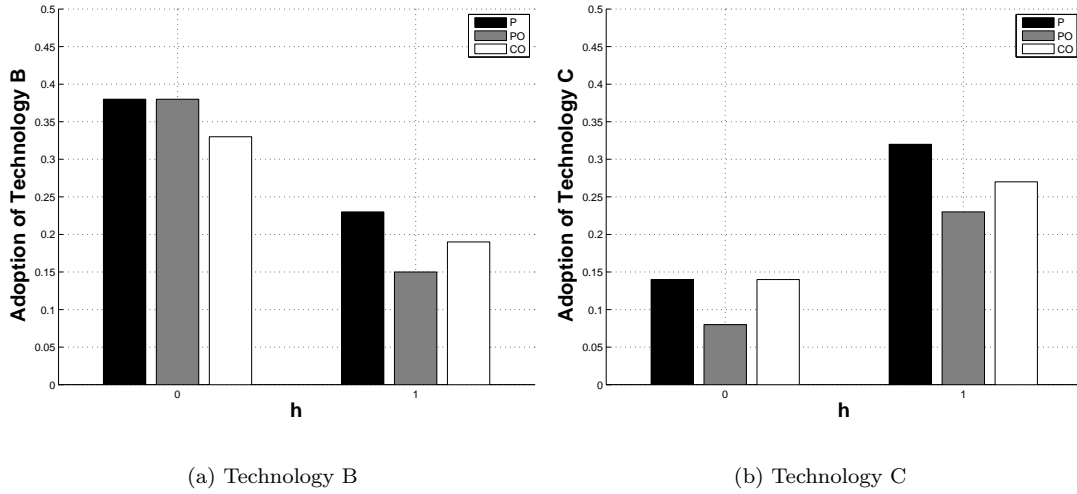 0.5
0.45
0.4
0.35
0.3
0.25
0.2
0.15
0.1
0.05
0
Adoption of Technology B
0 1
h
P
PO
CO
(a) Technology B
0.5
0.45
0.4
0.35
0.3
0.25
0.2
0.15
0.1
0.05
0
Adoption of Technology C
0 1
h
P
PO
CO
(b) Technology C